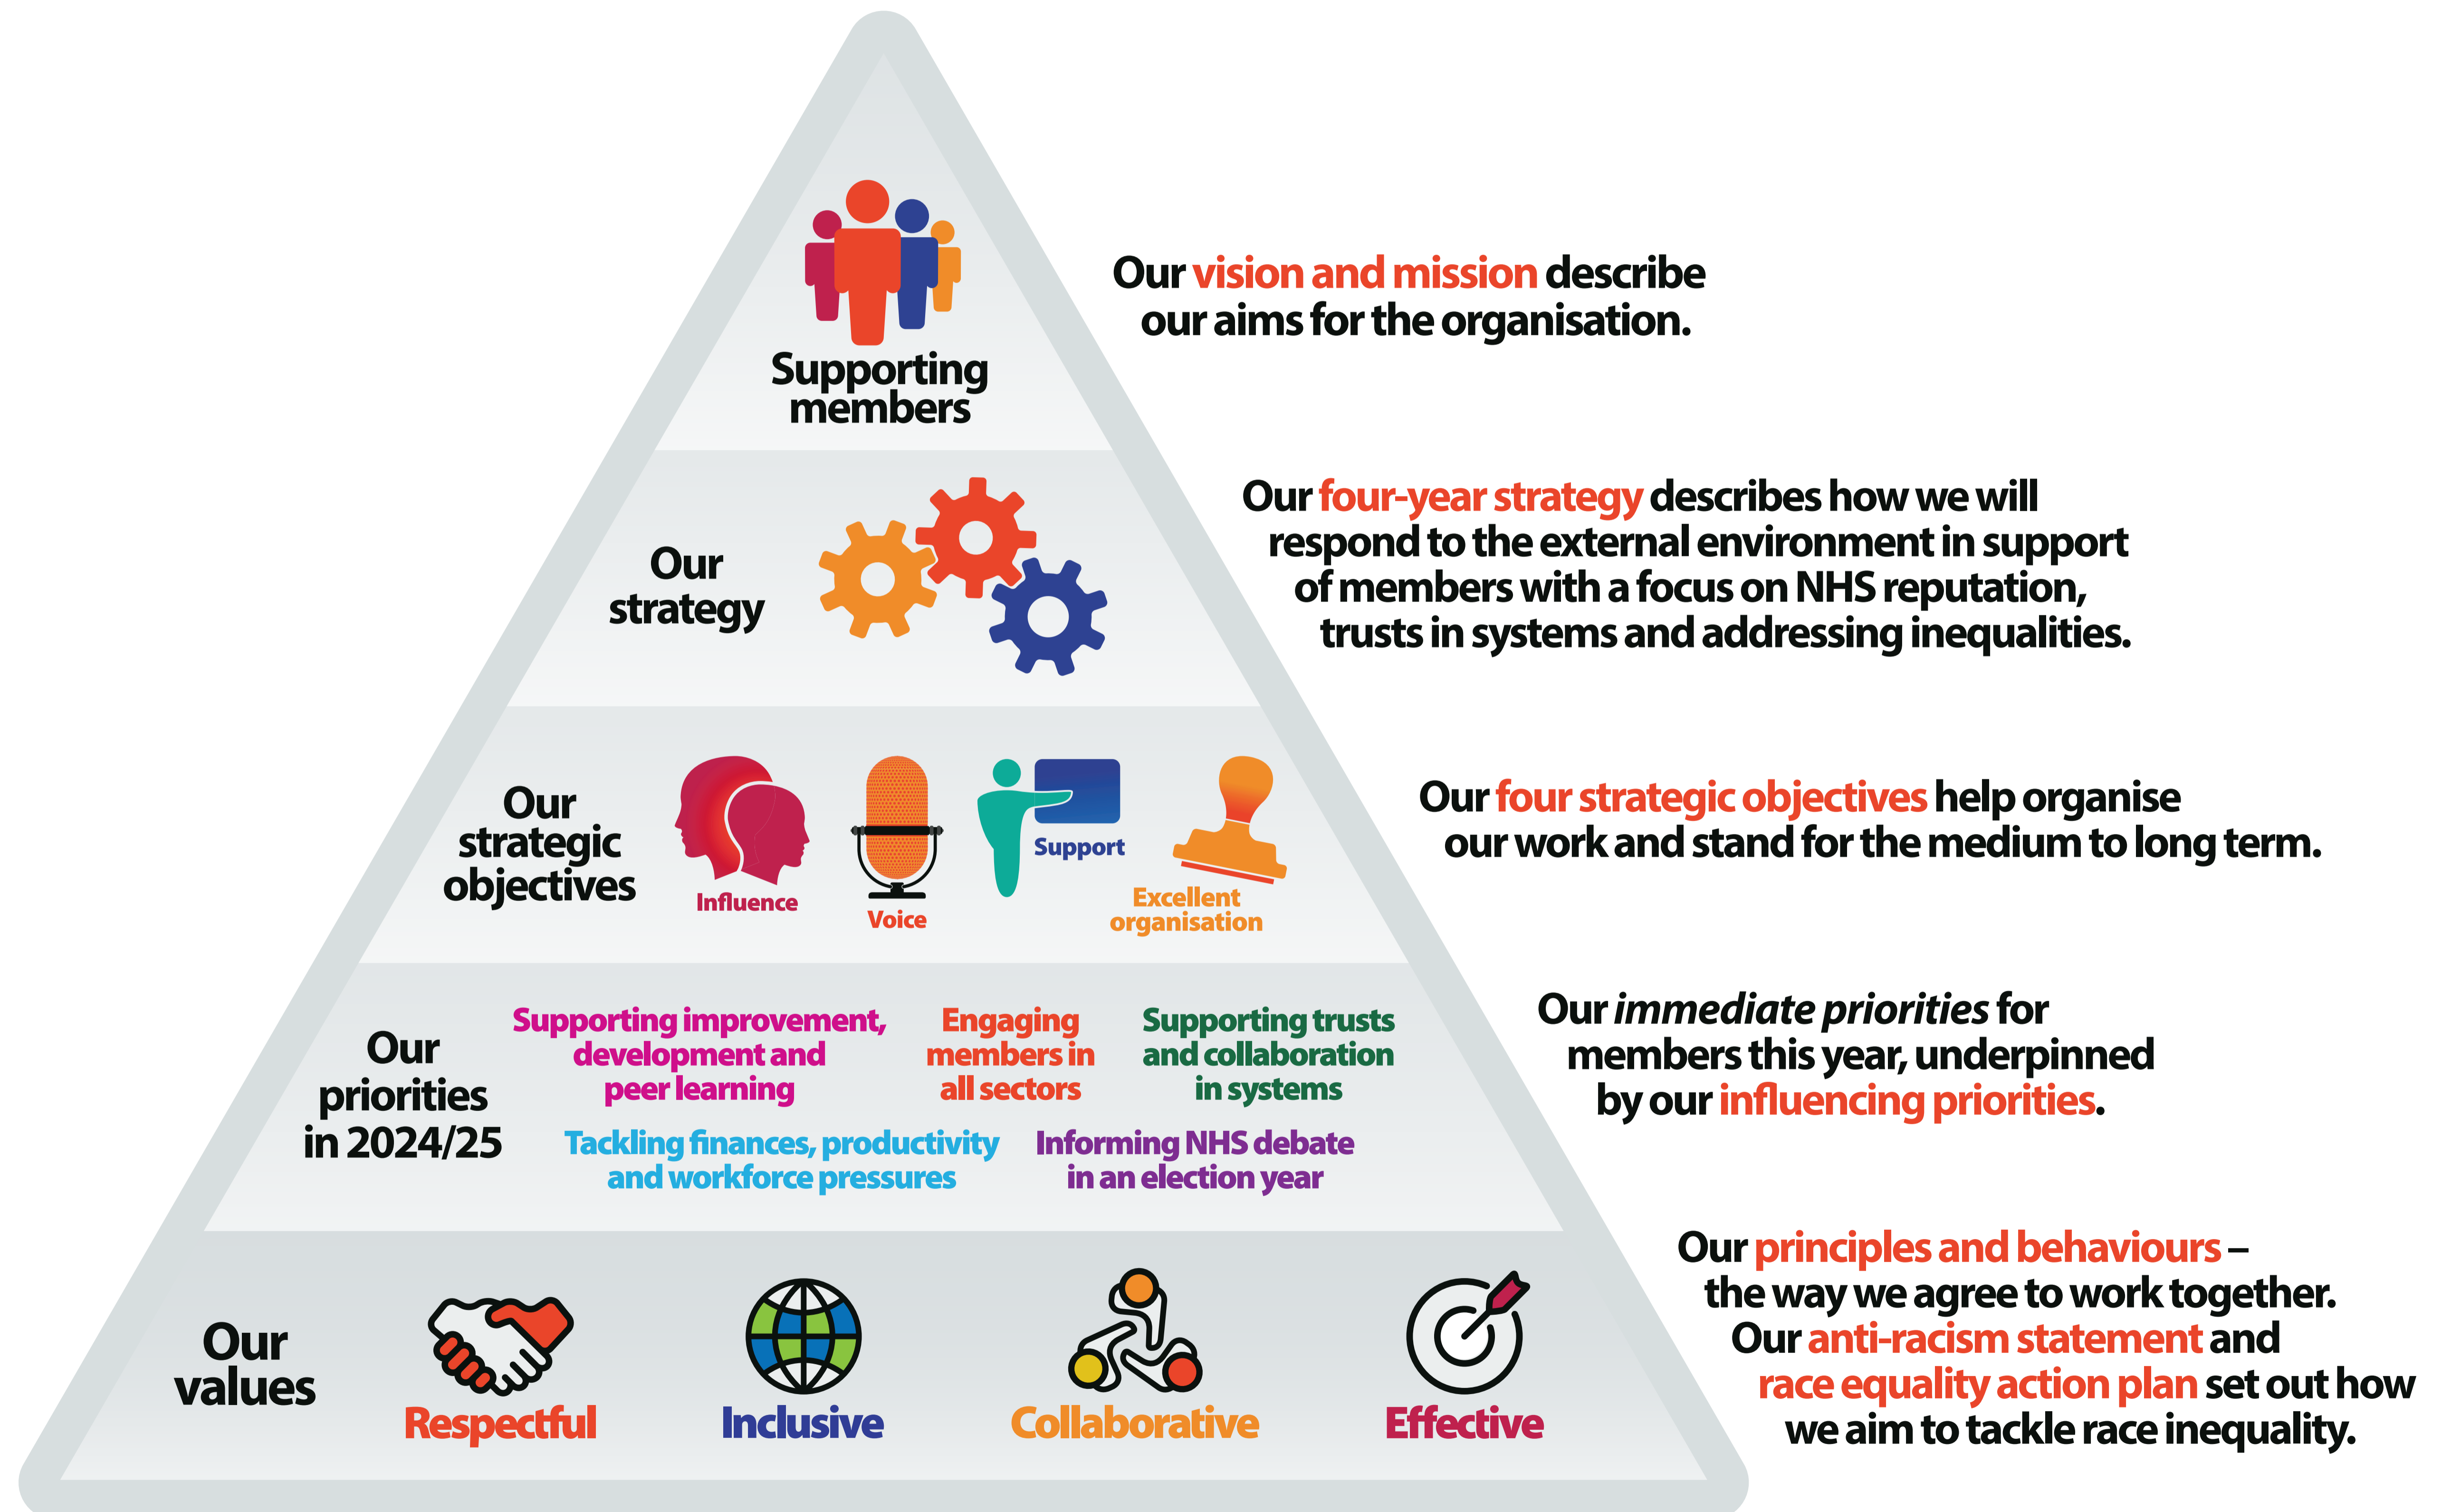 Supporting
members
Our vision and mission describe
our aims for the organisation.
Our
strategy
Our four-year strategy describes how we will
respond to the external environment in support
of members with a focus on NHS reputation,
trusts in systems and addressing inequalities.
Our
strategic
objectives
Influence
Voice
Support
Excellent
organisation
Our four strategic objectives help organise
our work and stand for the medium to long term.
Our
priorities
in 2024/25
Supporting improvement,
development and
peer learning
Engaging
members in
all sectors
Supporting trusts
and collaboration
in systems
Tackling finances, productivity
and workforce pressures
Informing NHS debate
in an election year
Our immediate priorities for
members this year, underpinned
by our influencing priorities.
Our
values
Respectful
Inclusive
Collaborative
Effective
Our principles and behaviours –
the way we agree to work together.
Our anti-racism statement and
race equality action plan set out how
we aim to tackle race inequality.